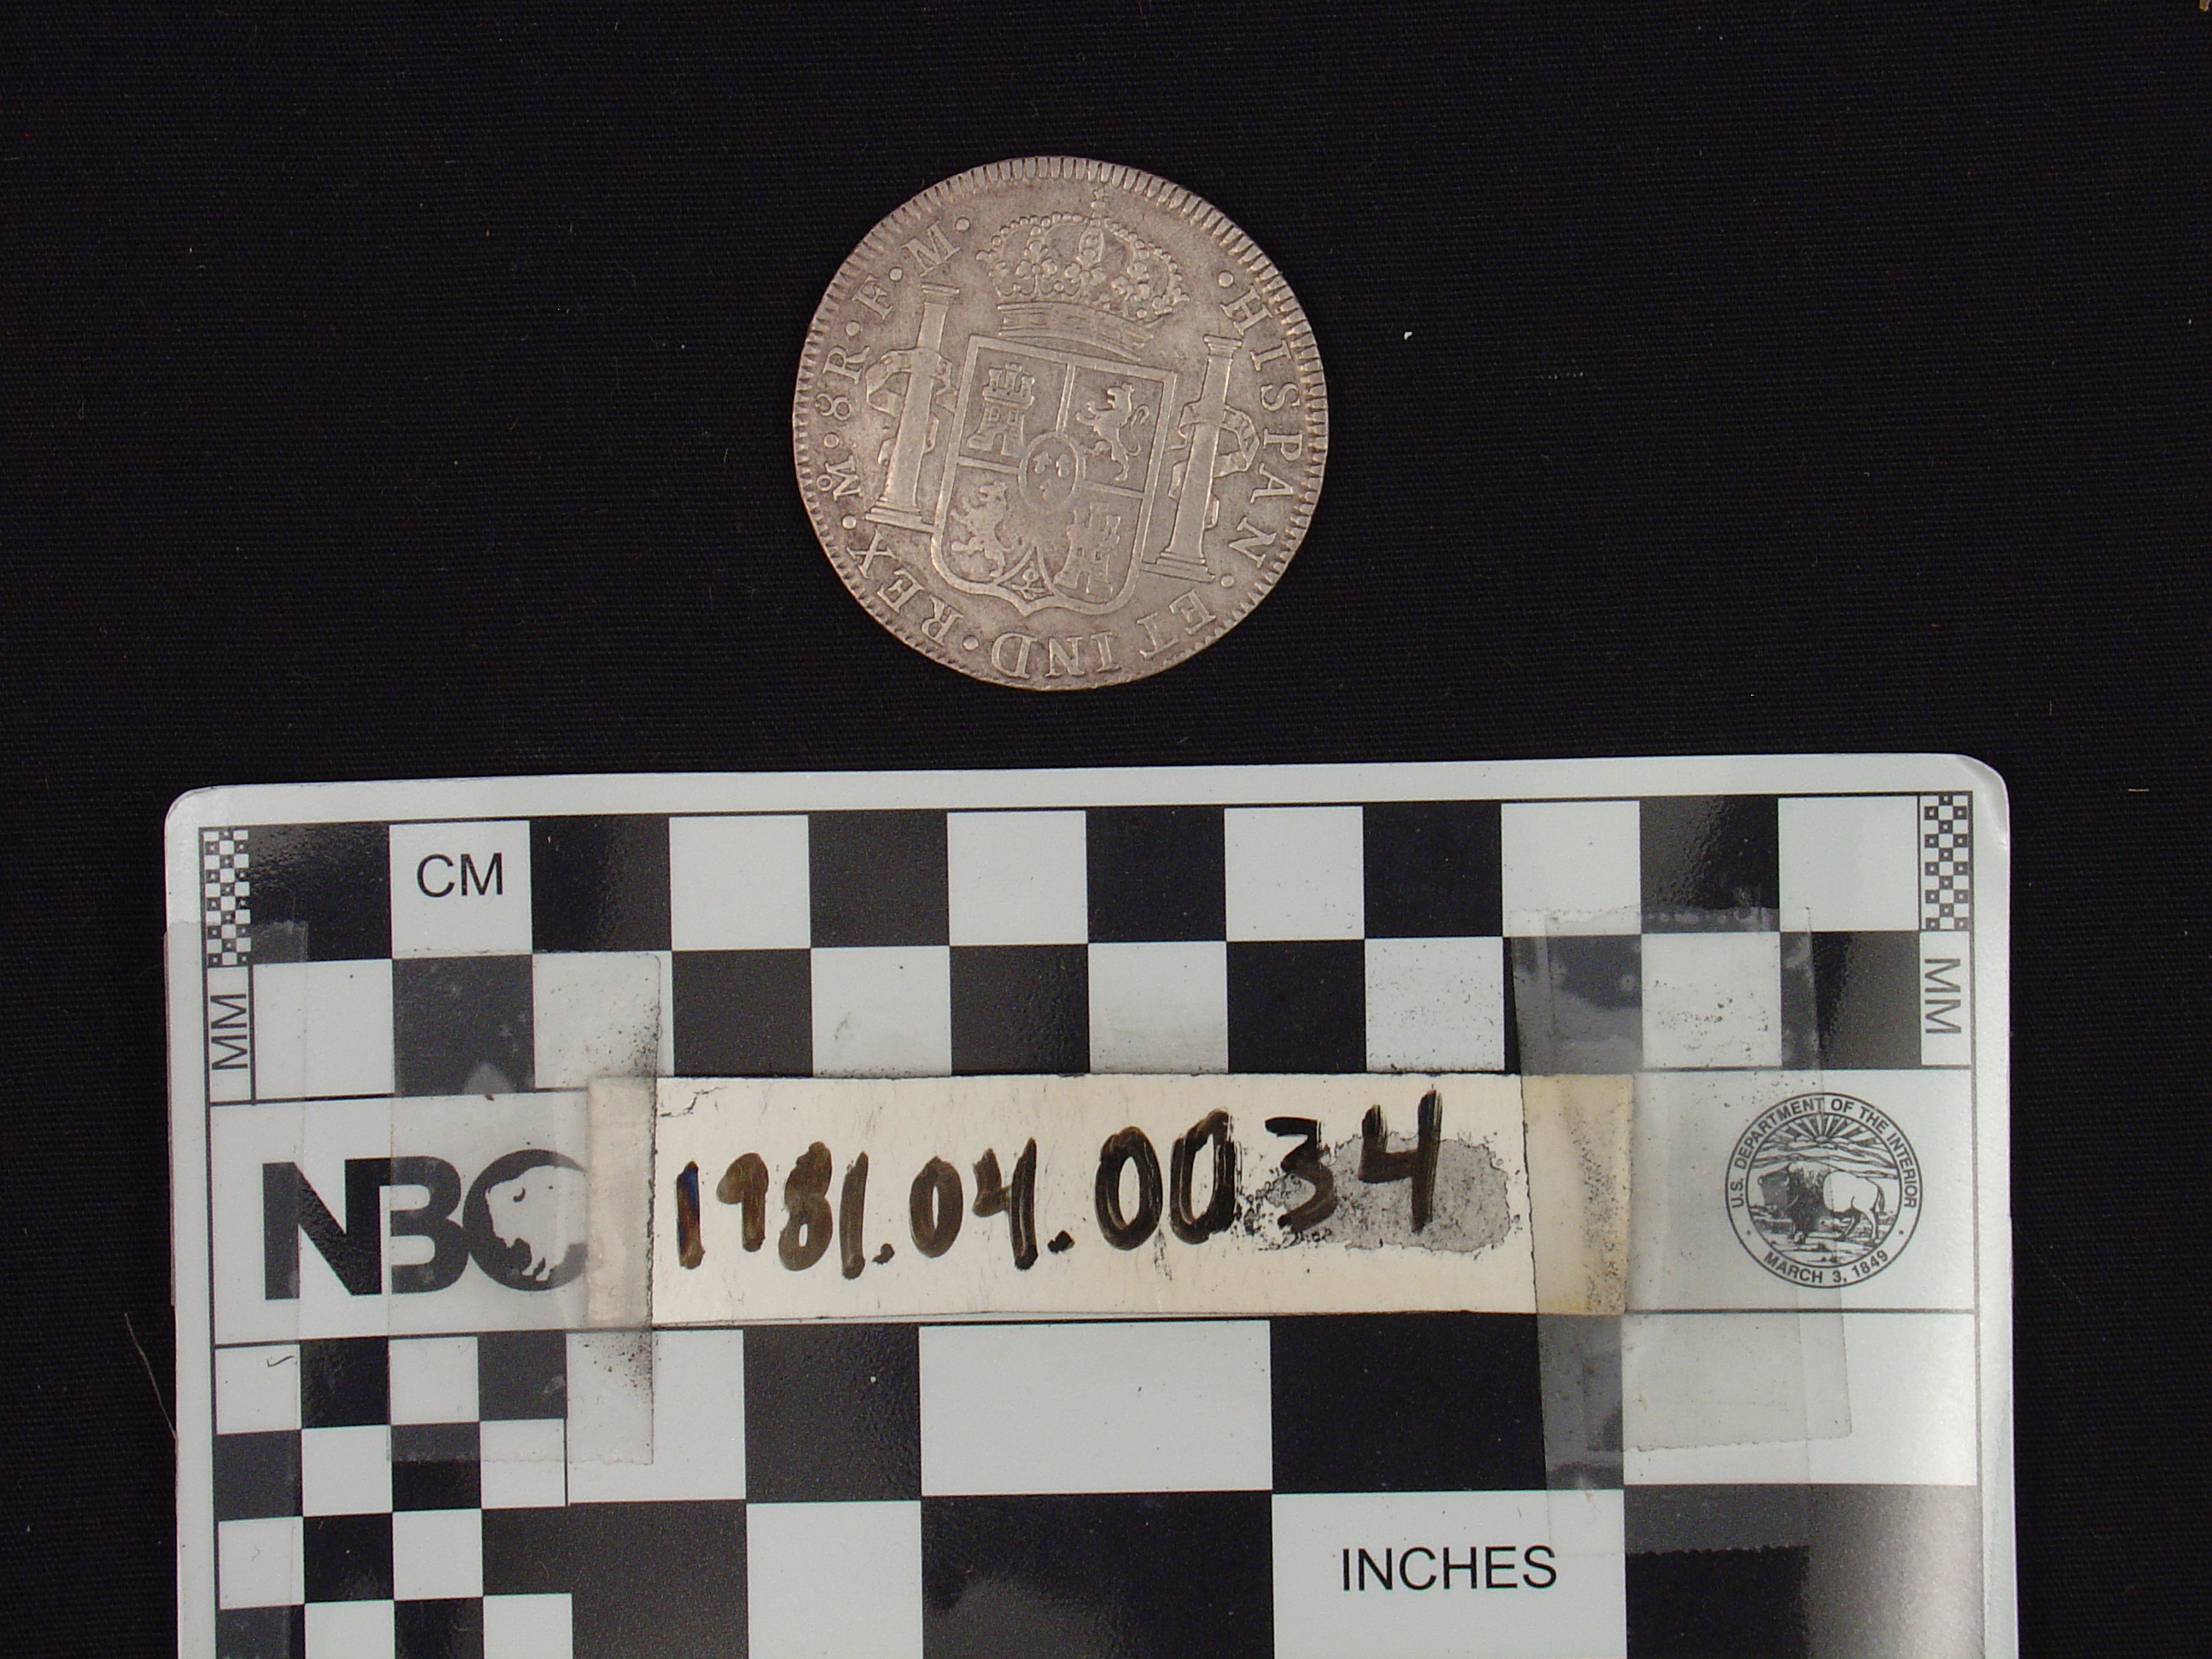 · HISPAN · ET IND · REX · M̊ · 8R · F · M ·
CM
MM
MM
NBC
1981.04.0034
U.S. DEPARTMENT OF THE INTERIOR
· MARCH 3, 1849 ·
INCHES